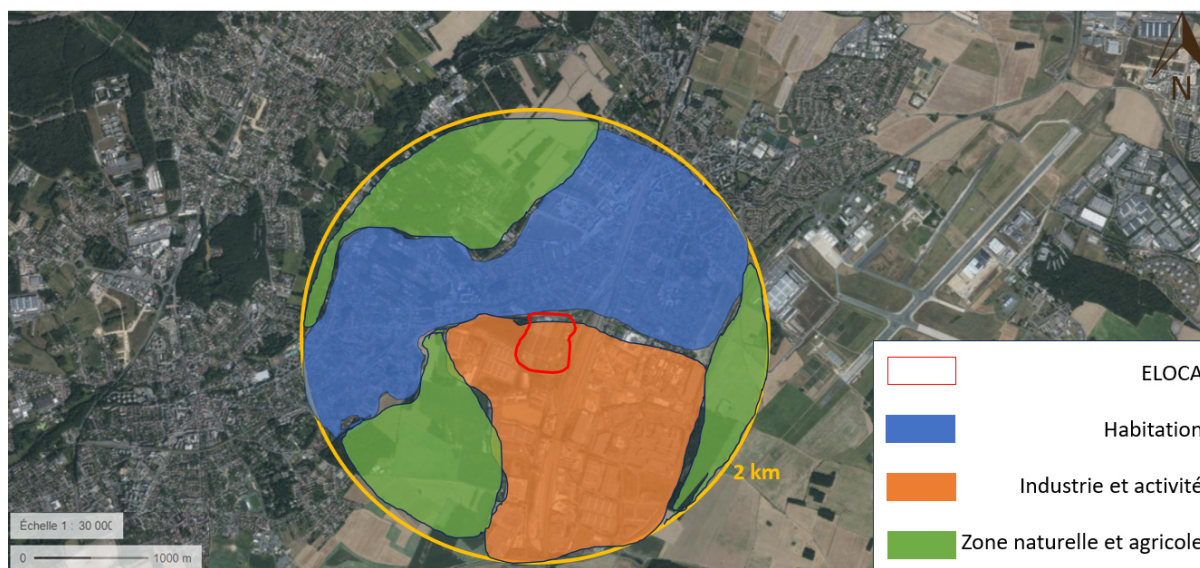 N
ELOCA
Habitation
Industrie et activité
2 km
Zone naturelle et agricole
Échelle 1 : 30 000
0
1000 m